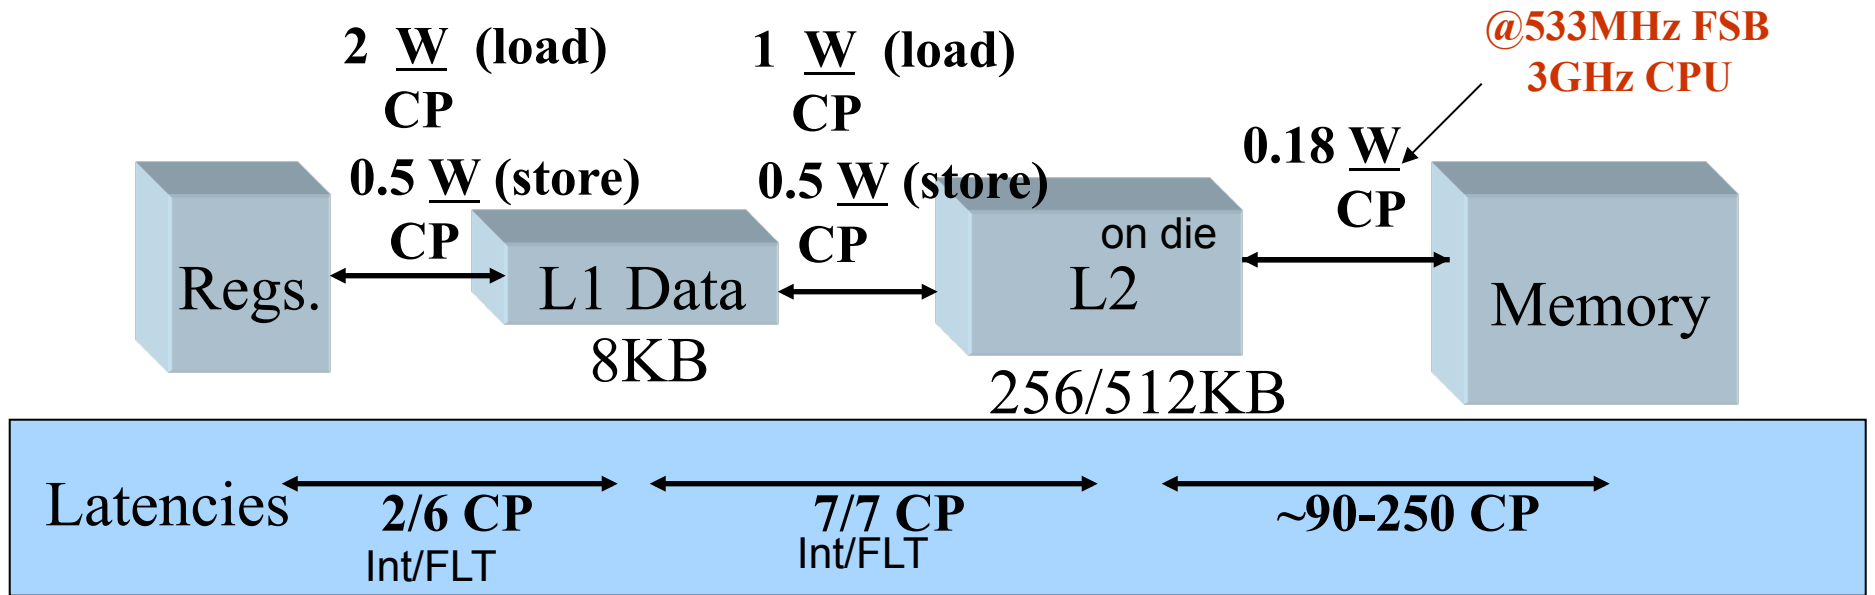 2 W (load)
CP
0.5 W (store)
CP
1 W (load)
CP
0.5 W (store)
CP
@533MHz FSB
3GHz CPU
0.18 W
CP
Regs.
L1 Data
8KB
on die
L2
256/512KB
Memory
Latencies
2/6 CP
Int/FLT
7/7 CP
Int/FLT
~90-250 CP